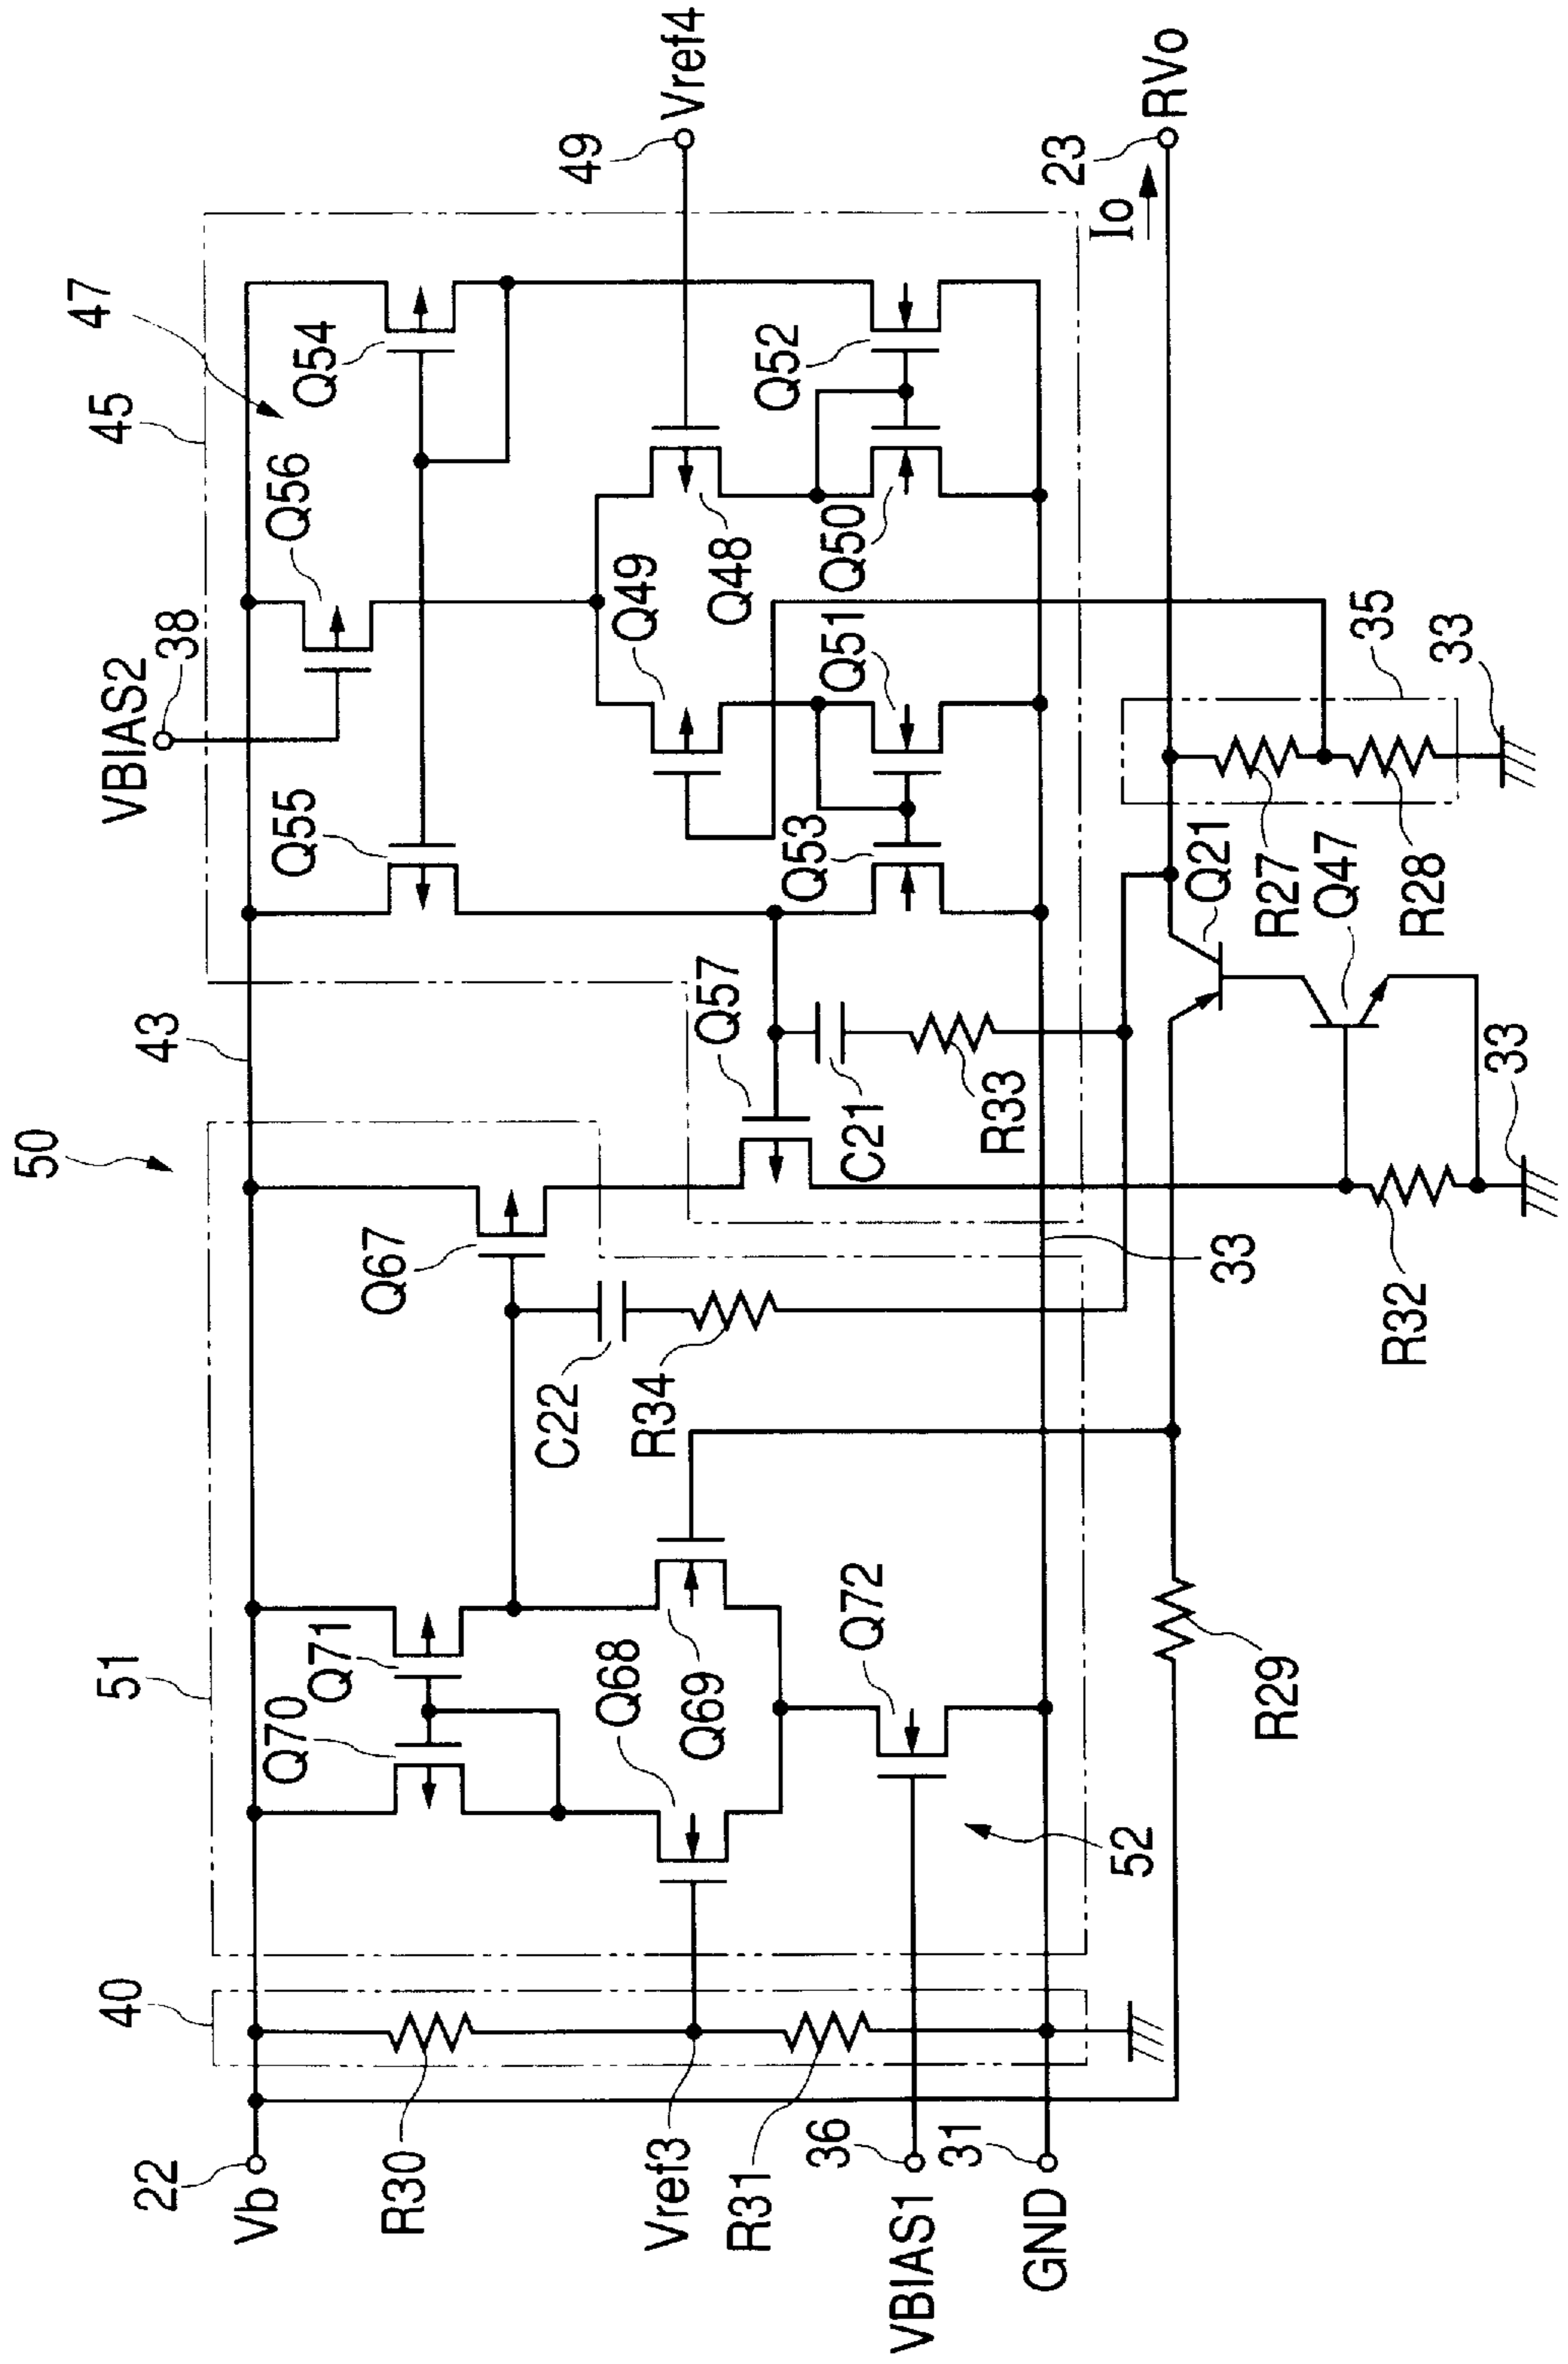 50
43
45
47
VBIAS2
38
Q56
Q54
Q55
Q49
Q48
49
Vref4
Q57
Q53
Q51
Q50
Q52
C21
R33
51
Q67
Q70
Q71
Q68
Q69
C22
R34
Q72
52
33
40
22
Vb
R30
Vref3
R31
36
VBIAS1
31
GND
R29
R32
33
Q47
Q21
R27
R28
35
33
Io
23
RVo